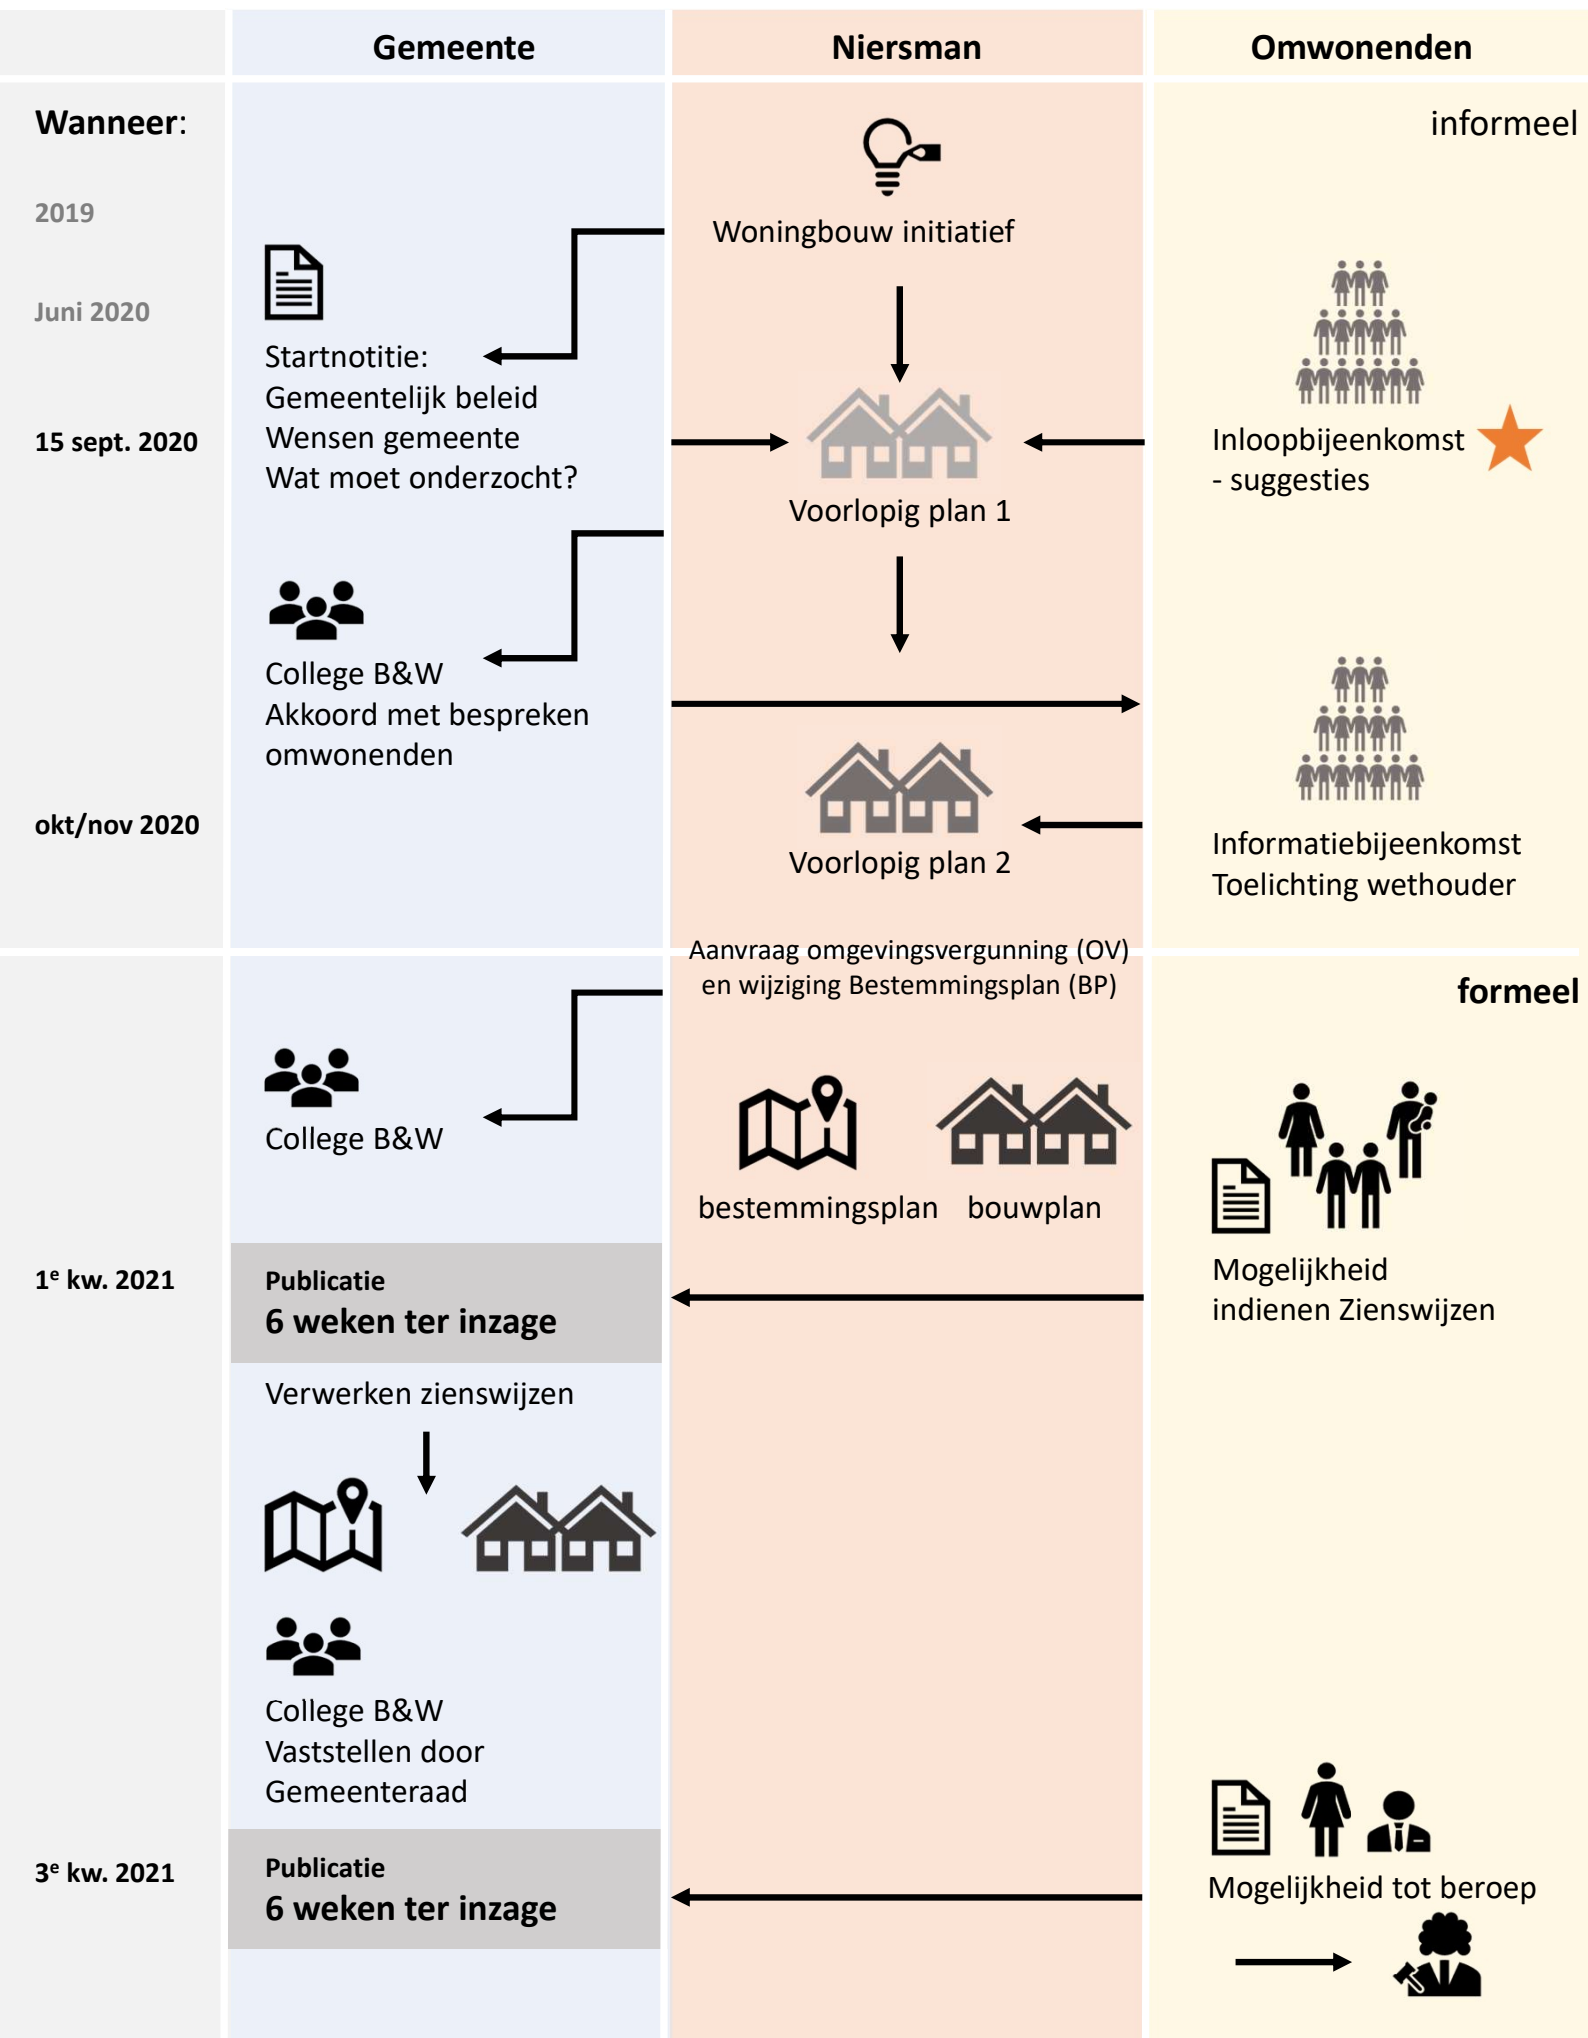 Gemeente
Niersman
Omwonenden
Wanneer:
informeel
2019
Woningbouw initiatief
Juni 2020
Startnotitie:
Gemeentelijk beleid
Wensen gemeente
Wat moet onderzocht?
15 sept. 2020
Voorlopig plan 1
Inloopbijeenkomst
- suggesties
College B&W
Akkoord met bespreken
omwonenden
okt/nov 2020
Voorlopig plan 2
Informatiebijeenkomst
Toelichting wethouder
Aanvraag omgevingsvergunning (OV)
en wijziging Bestemmingsplan (BP)
formeel
College B&W
bestemmingsplan
bouwplan
1e kw. 2021
Publicatie
6 weken ter inzage
Mogelijkheid
indienen Zienswijzen
Verwerken zienswijzen
College B&W
Vaststellen door
Gemeenteraad
3e kw. 2021
Publicatie
6 weken ter inzage
Mogelijkheid tot beroep